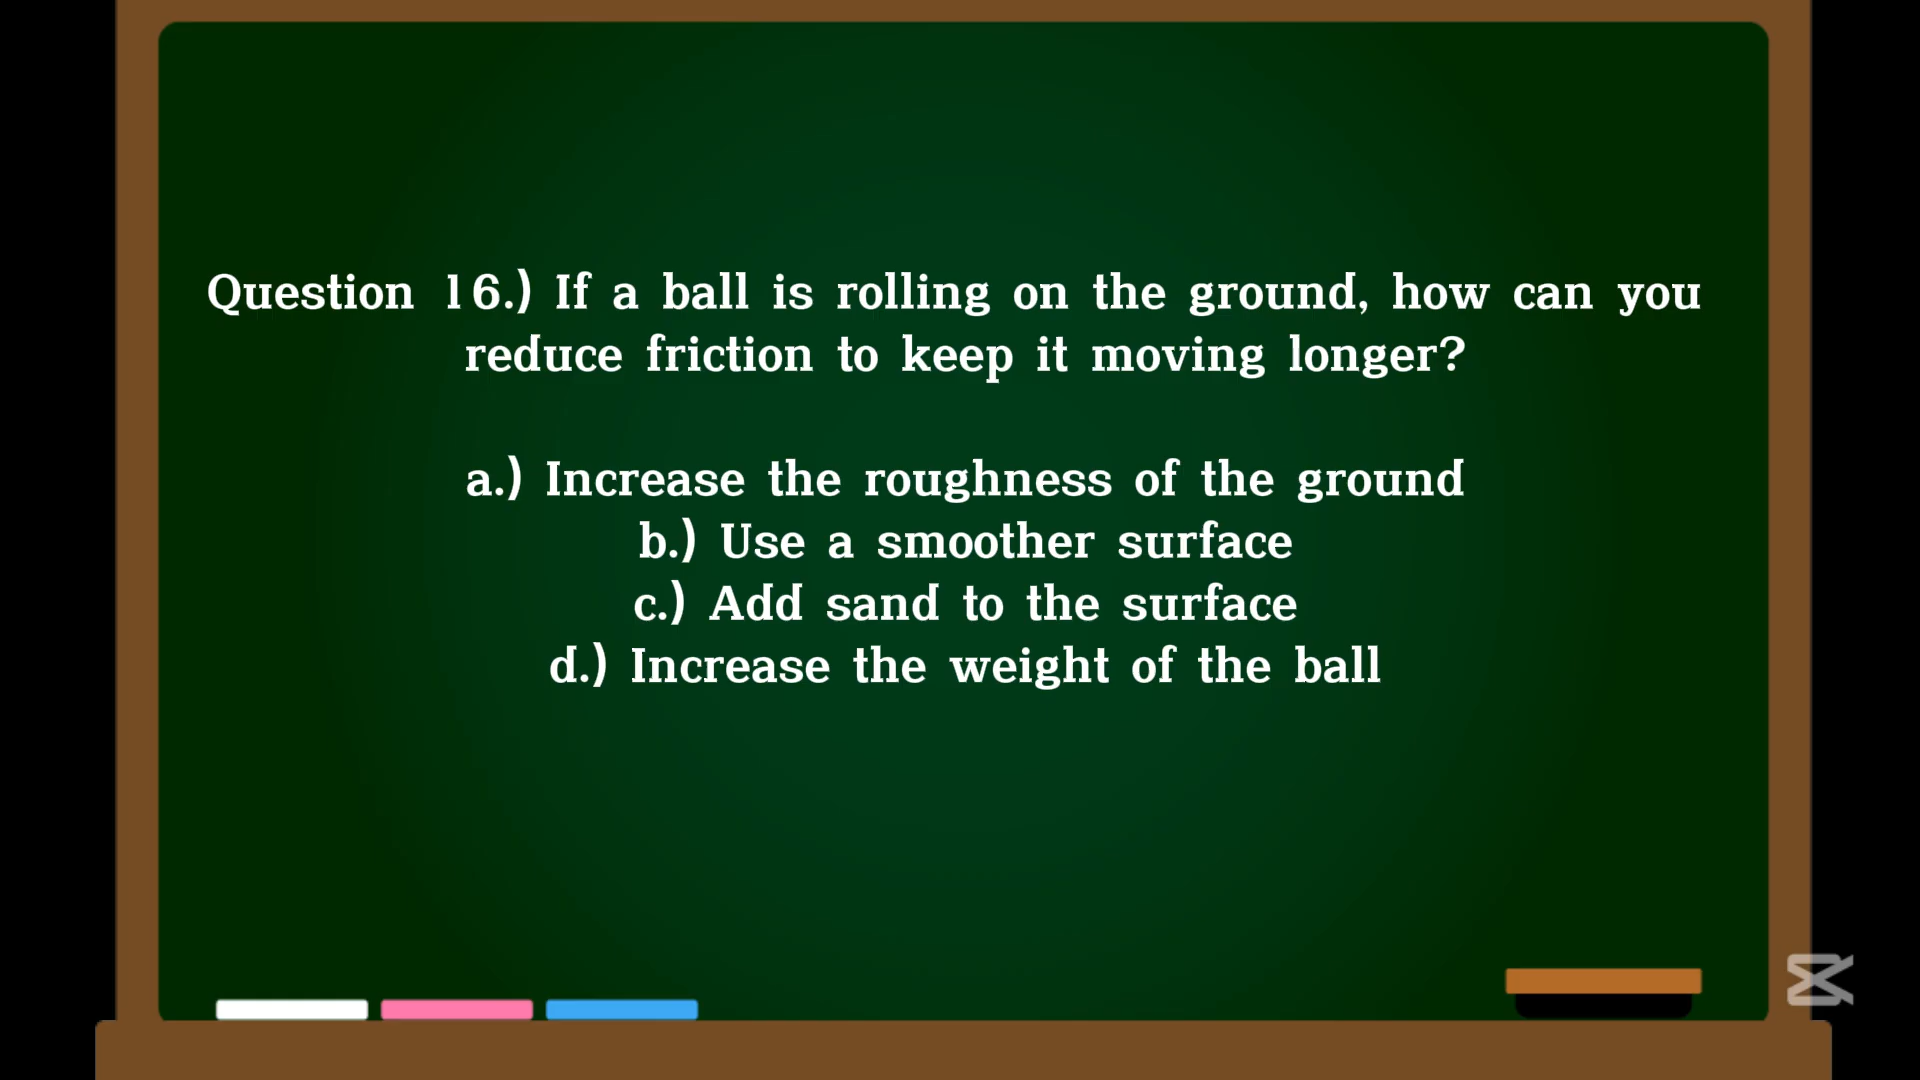 Question 16.) If a ball is rolling on the ground, how can you
reduce friction to keep it moving longer?
a.) Increase the roughness of the ground
b.) Use a smoother surface
c.) Add sand to the surface
d.) Increase the weight of the ball